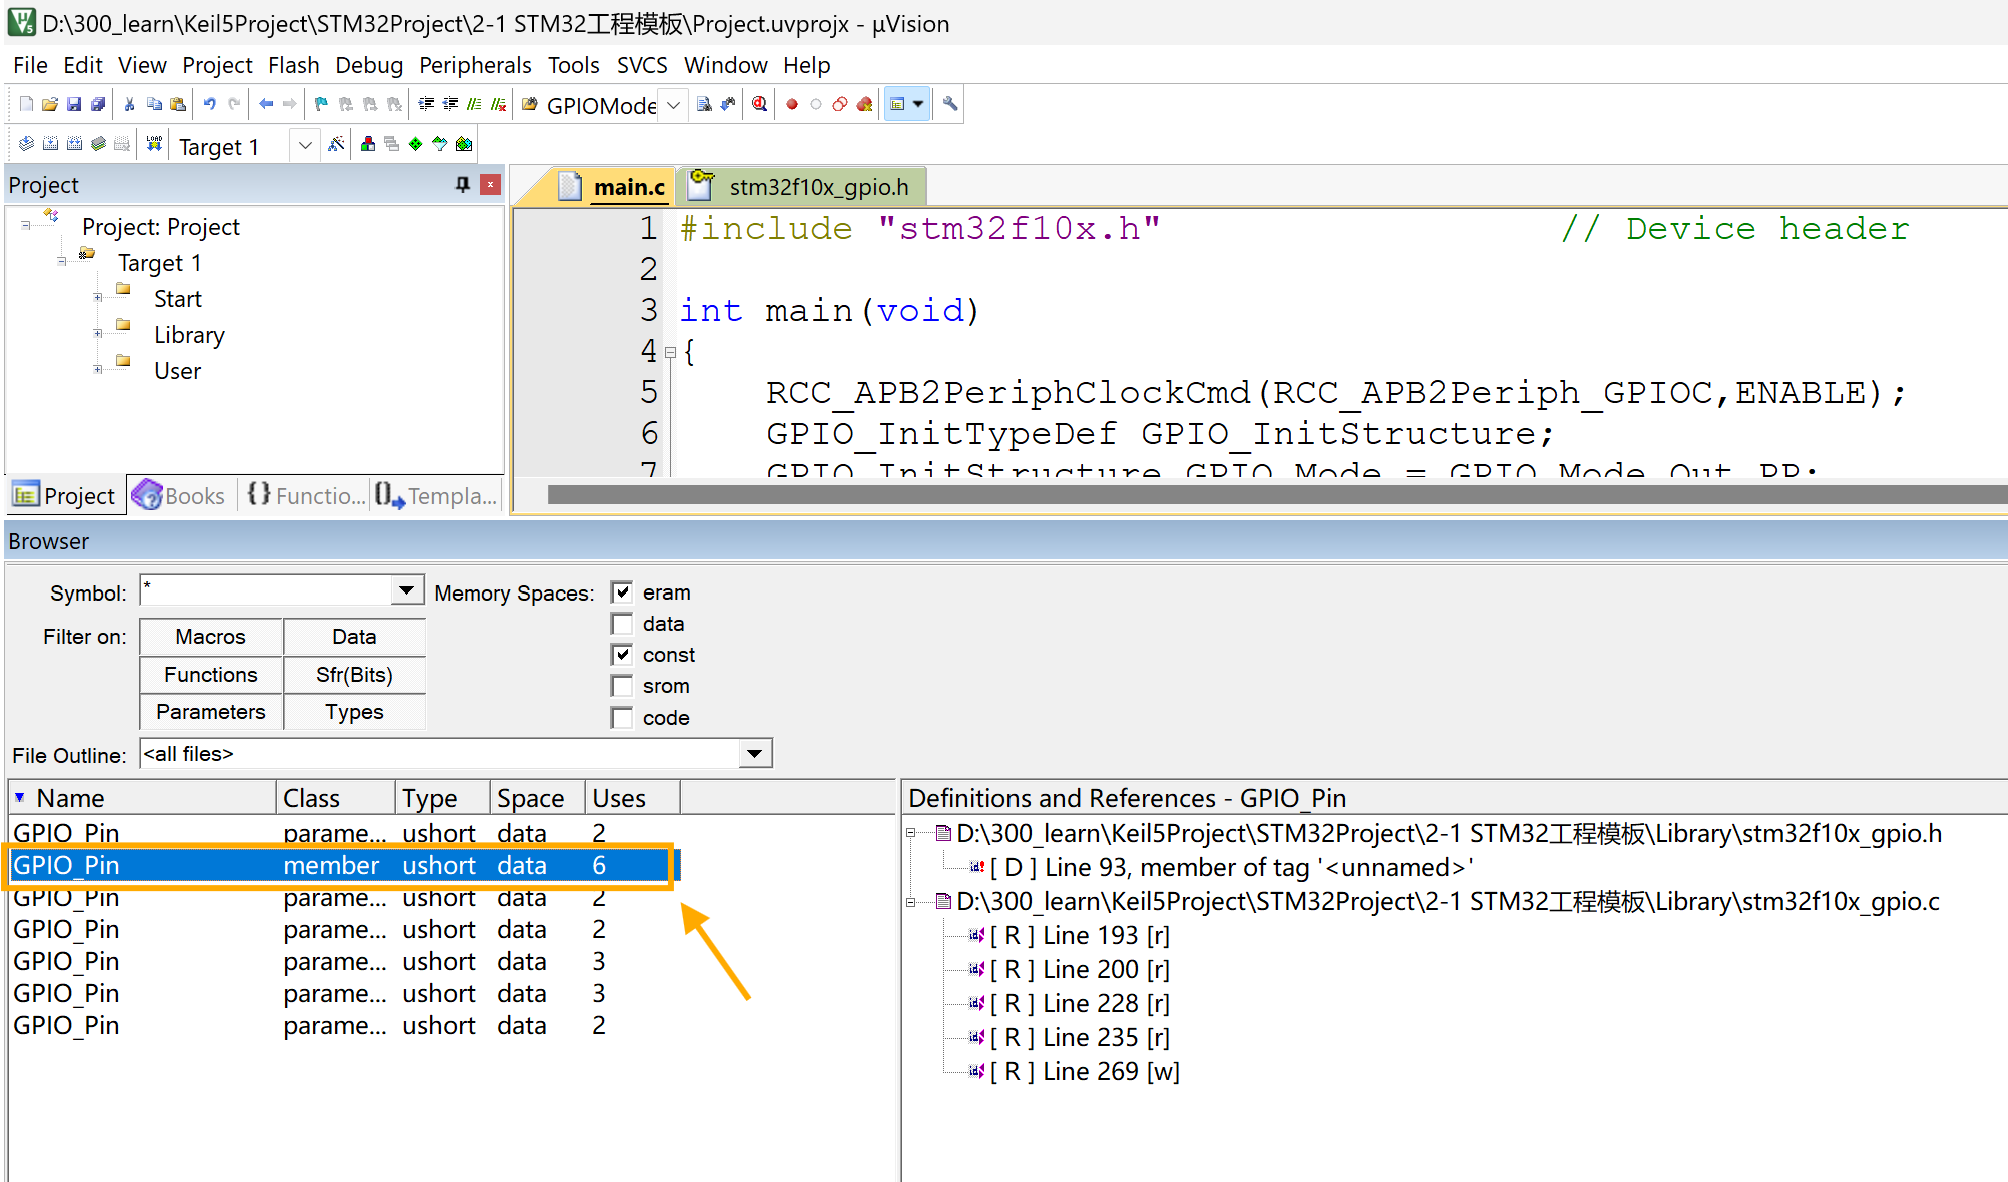 D:\300_learn\Keil5Project\STM32Project\2-1 STM32工程模板\Project.uvprojx - µVision
File Edit View Project Flash Debug Peripherals Tools SVCS Window Help
GPIOMode
LOAD Target 1
Project
main.c stm32f10x_gpio.h
Project: Project
Target 1
Start
Library
User
1 #include "stm32f10x.h" // Device header
2
3 int main(void)
4 {
5 RCC_APB2PeriphClockCmd(RCC_APB2Periph_GPIOC,ENABLE);
6 GPIO_InitTypeDef GPIO_InitStructure;
7 GPIO_InitStructure.GPIO_Mode = GPIO_Mode_Out_PP;
Project Books {} Functio... Templa...
Browser
Symbol: * Memory Spaces: eram
data
Filter on: Macros Data
const
Functions Sfr(Bits)
srom
Parameters Types
code
File Outline: <all files>
Name Class Type Space Uses
GPIO_Pin parame... ushort data 2
GPIO_Pin member ushort data 6
GPIO_Pin parame... ushort data 2
GPIO_Pin parame... ushort data 2
GPIO_Pin parame... ushort data 3
GPIO_Pin parame... ushort data 3
GPIO_Pin parame... ushort data 2
Definitions and References - GPIO_Pin
D:\300_learn\Keil5Project\STM32Project\2-1 STM32工程模板\Library\stm32f10x_gpio.h
[ D ] Line 93, member of tag '<unnamed>'
D:\300_learn\Keil5Project\STM32Project\2-1 STM32工程模板\Library\stm32f10x_gpio.c
[ R ] Line 193 [r]
[ R ] Line 200 [r]
[ R ] Line 228 [r]
[ R ] Line 235 [r]
[ R ] Line 269 [w]